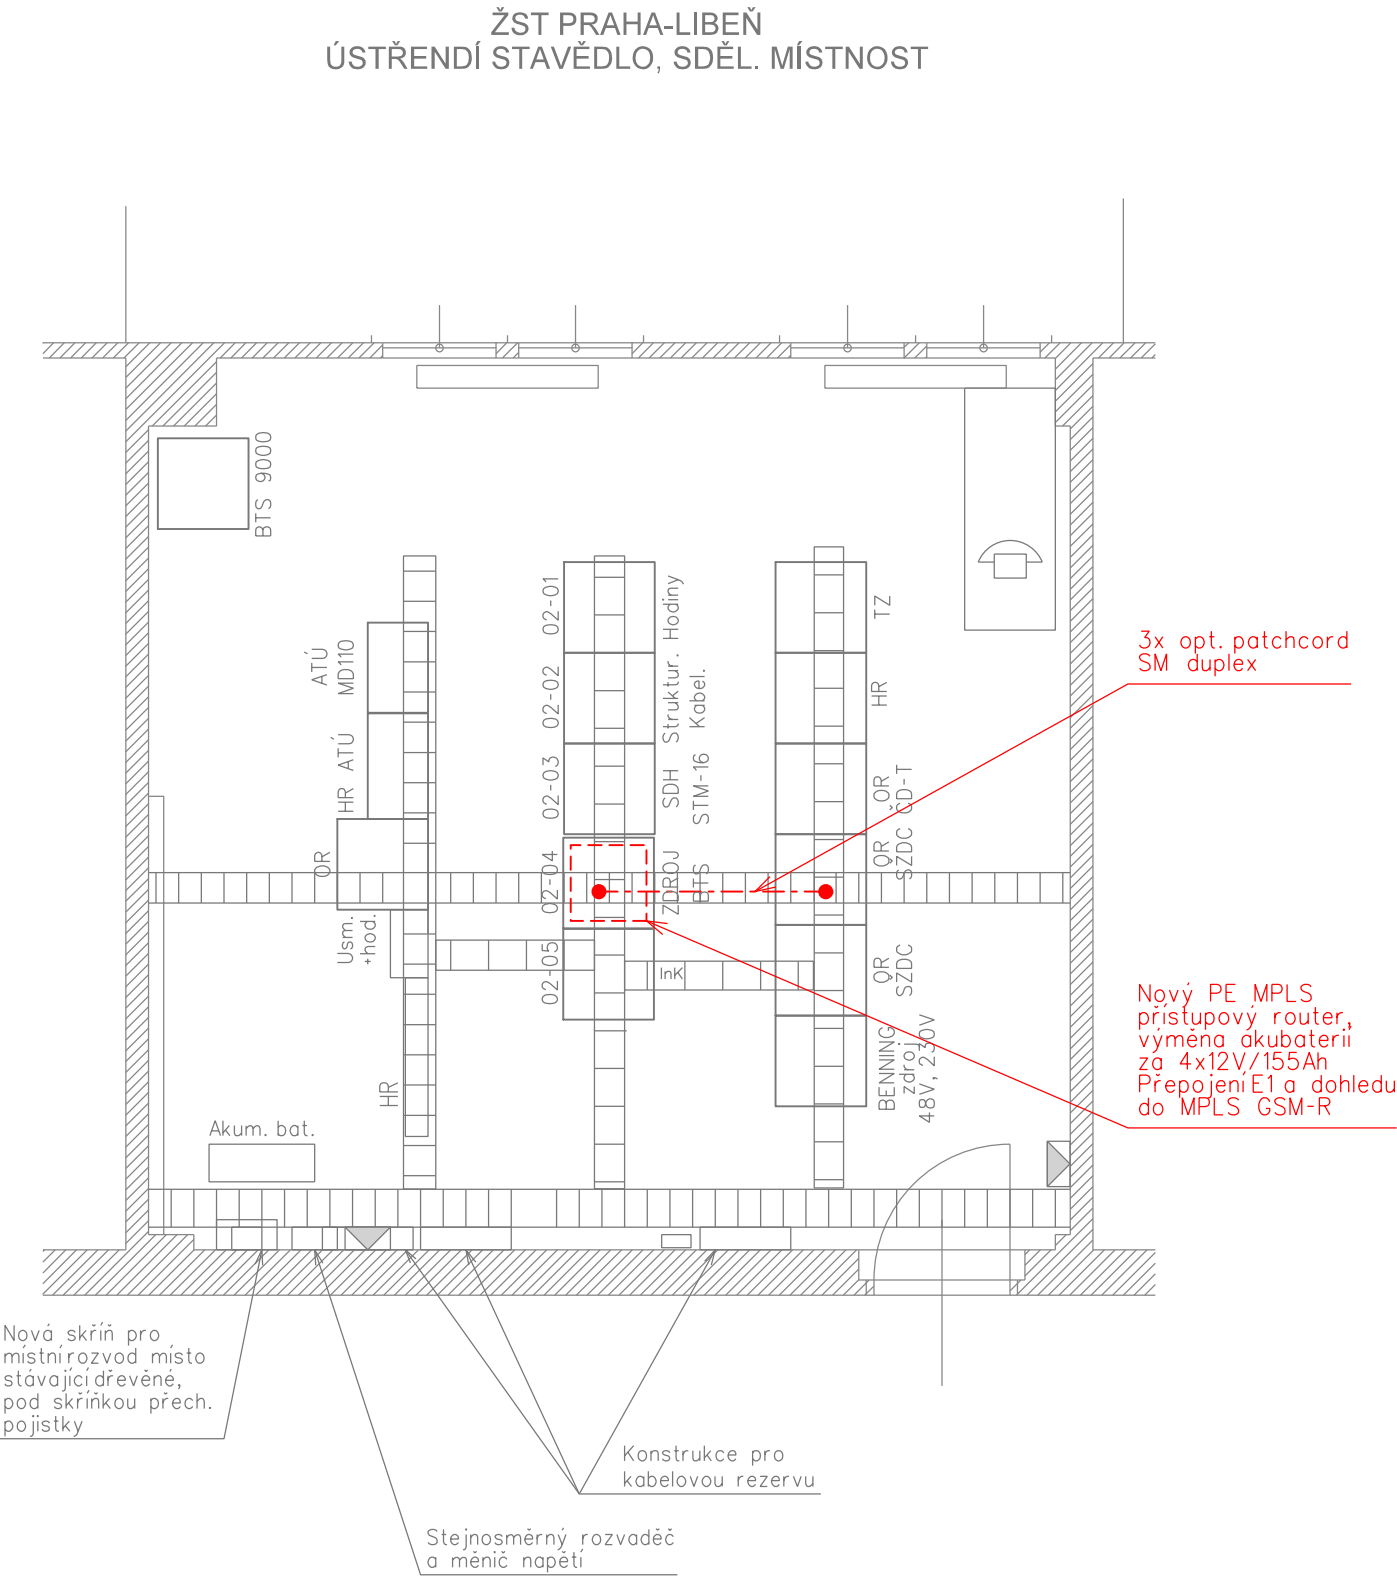 ŽST PRAHA-LIBEŇ
ÚSTŘENDÍ STAVĚDLO, SDĚL. MÍSTNOST
BTS 9000
ATÚ
MD110
HR ATÚ
OR
Usm.
+hod.
HR
Akum. bat.
02-01
02-02
02-03
02-04
02-05
Hodiny
Struktur.
Kabel.
SDH
STM-16
ZDROJ
BTS
InK
TZ
HR
OR
ČD-T
OR
SŽDC
OR
SŽDC
BENNING
zdroj
48V, 230V
3x opt. patchcord
SM duplex
Nový PE MPLS
přístupový router,
výměna akubaterií
za 4x12V/155Ah
Přepojení E1 a dohledu
do MPLS GSM-R
Nová skříň pro
místní rozvod místo
stávající dřevěné,
pod skříňkou přech.
pojistky
Konstrukce pro
kabelovou rezervu
Stejnosměrný rozvaděč
a měnič napětí